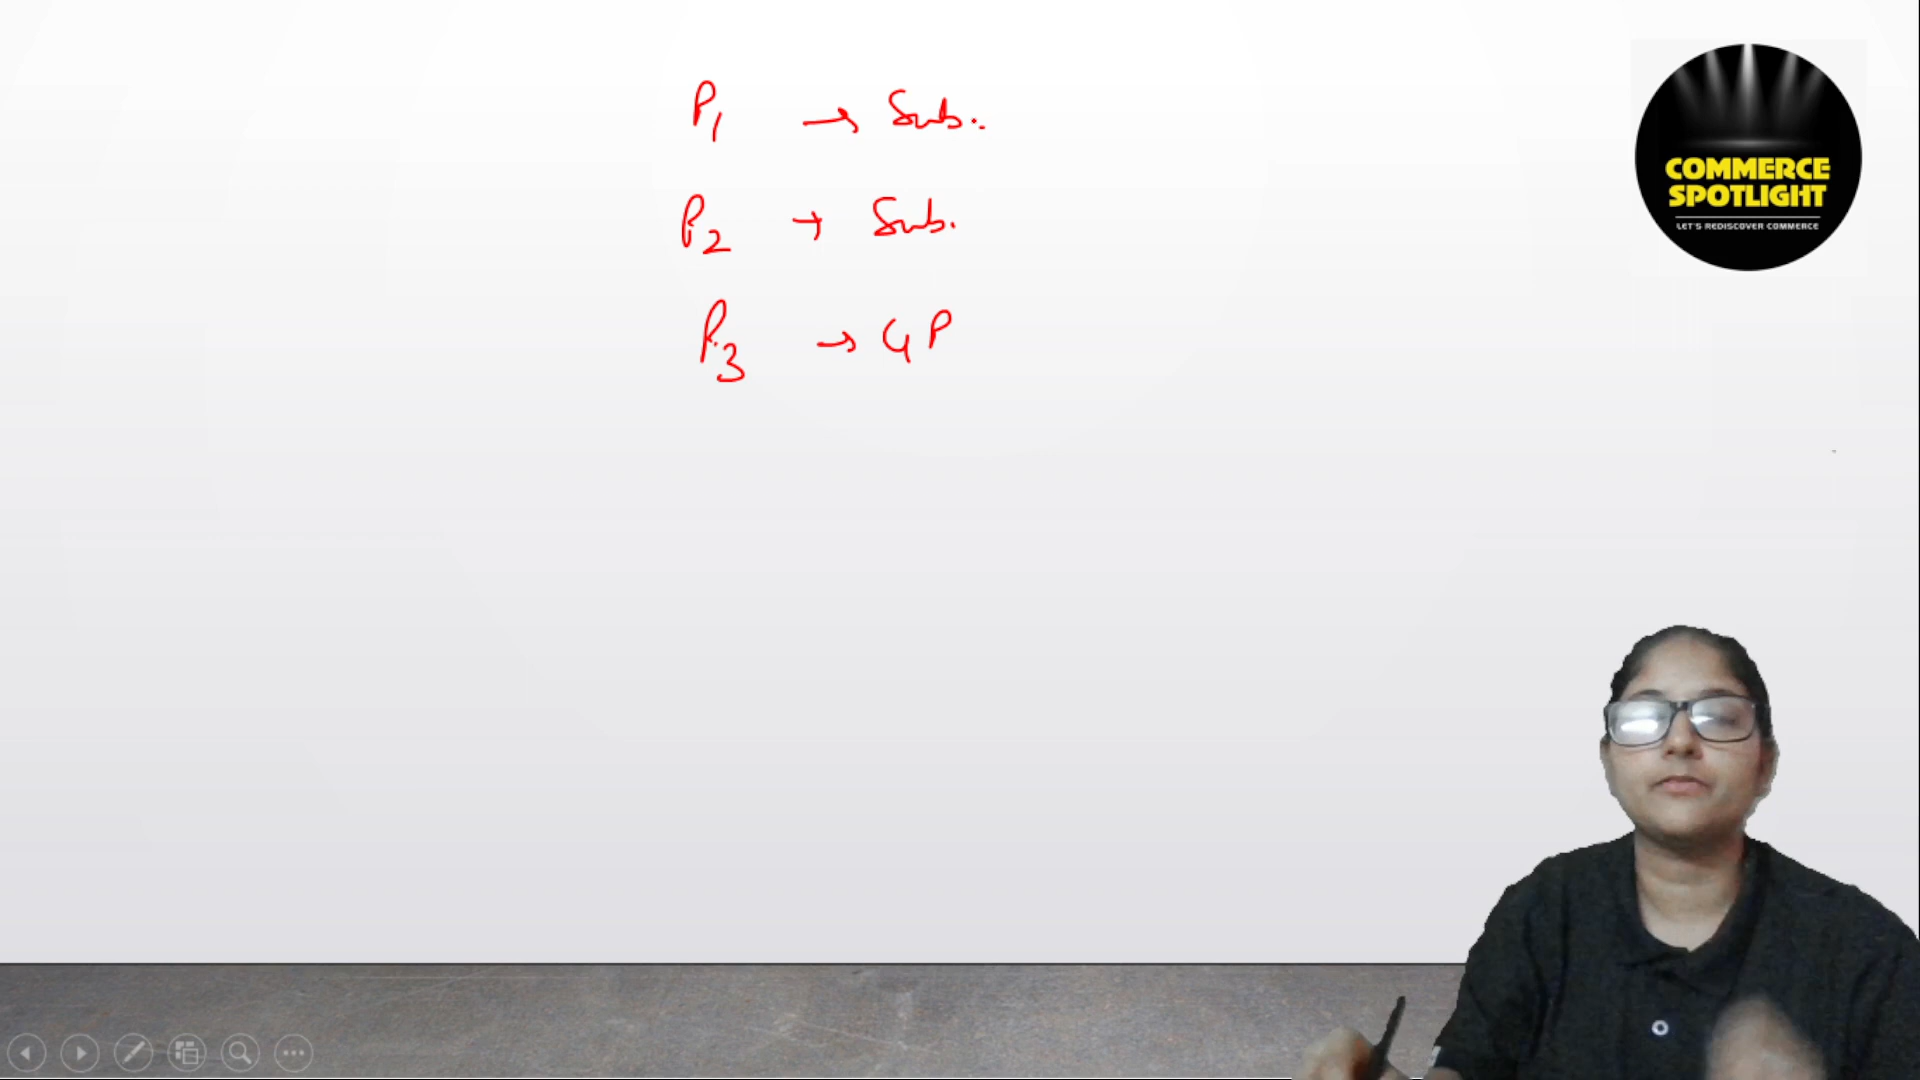 P1 → Sub.
P2 → Sub.
P3 → GP
COMMERCE
SPOTLIGHT
LET'S REDISCOVER COMMERCE